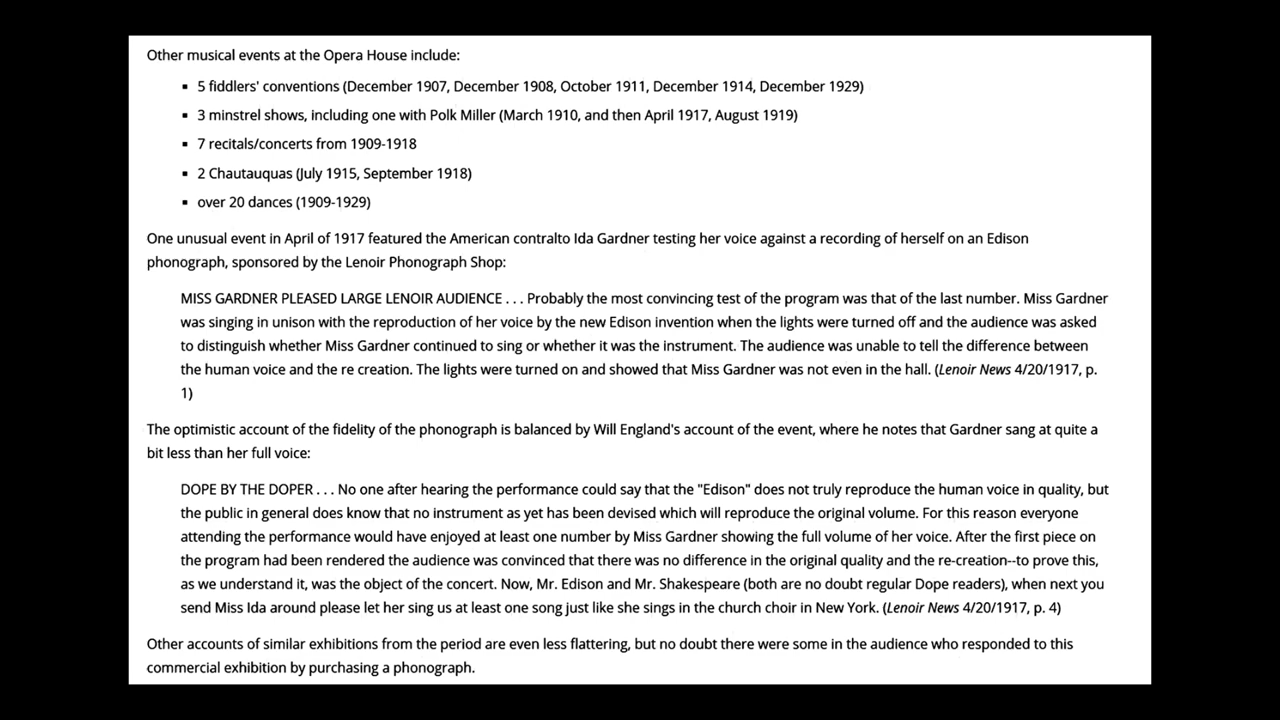 Other musical events at the Opera House include:
▪ 5 fiddlers' conventions (December 1907, December 1908, October 1911, December 1914, December 1929)
▪ 3 minstrel shows, including one with Polk Miller (March 1910, and then April 1917, August 1919)
▪ 7 recitals/concerts from 1909-1918
▪ 2 Chautauquas (July 1915, September 1918)
▪ over 20 dances (1909-1929)
One unusual event in April of 1917 featured the American contralto Ida Gardner testing her voice against a recording of herself on an Edison
phonograph, sponsored by the Lenoir Phonograph Shop:
MISS GARDNER PLEASED LARGE LENOIR AUDIENCE . . . Probably the most convincing test of the program was that of the last number. Miss Gardner
was singing in unison with the reproduction of her voice by the new Edison invention when the lights were turned off and the audience was asked
to distinguish whether Miss Gardner continued to sing or whether it was the instrument. The audience was unable to tell the difference between
the human voice and the re creation. The lights were turned on and showed that Miss Gardner was not even in the hall. (Lenoir News 4/20/1917, p.
1)
The optimistic account of the fidelity of the phonograph is balanced by Will England's account of the event, where he notes that Gardner sang at quite a
bit less than her full voice:
DOPE BY THE DOPER . . . No one after hearing the performance could say that the "Edison" does not truly reproduce the human voice in quality, but
the public in general does know that no instrument as yet has been devised which will reproduce the original volume. For this reason everyone
attending the performance would have enjoyed at least one number by Miss Gardner showing the full volume of her voice. After the first piece on
the program had been rendered the audience was convinced that there was no difference in the original quality and the re-creation--to prove this,
as we understand it, was the object of the concert. Now, Mr. Edison and Mr. Shakespeare (both are no doubt regular Dope readers), when next you
send Miss Ida around please let her sing us at least one song just like she sings in the church choir in New York. (Lenoir News 4/20/1917, p. 4)
Other accounts of similar exhibitions from the period are even less flattering, but no doubt there were some in the audience who responded to this
commercial exhibition by purchasing a phonograph.